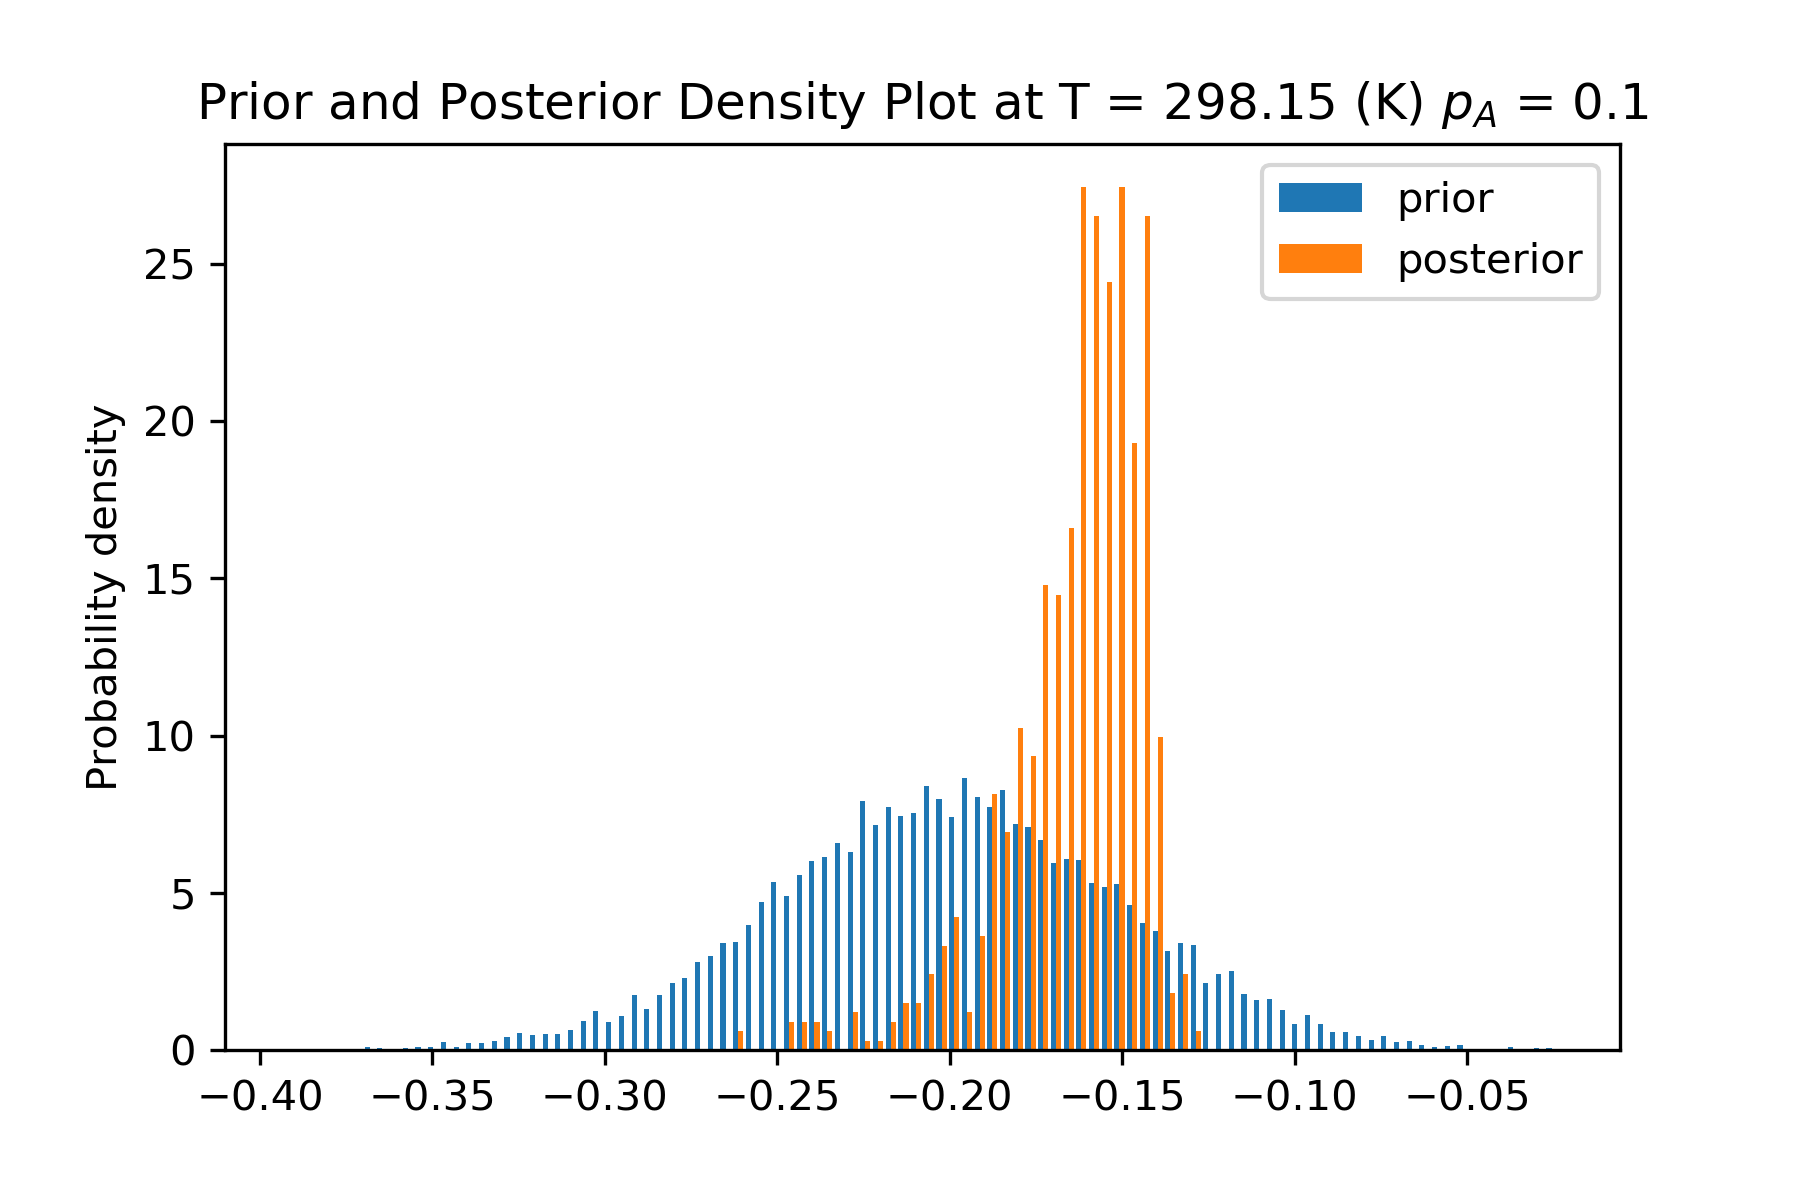 Prior and Posterior Density Plot at T = 298.15 (K) p_A = 0.1
prior
posterior
Probability density
25
20
15
10
5
0
−0.40 −0.35 −0.30 −0.25 −0.20 −0.15 −0.10 −0.05